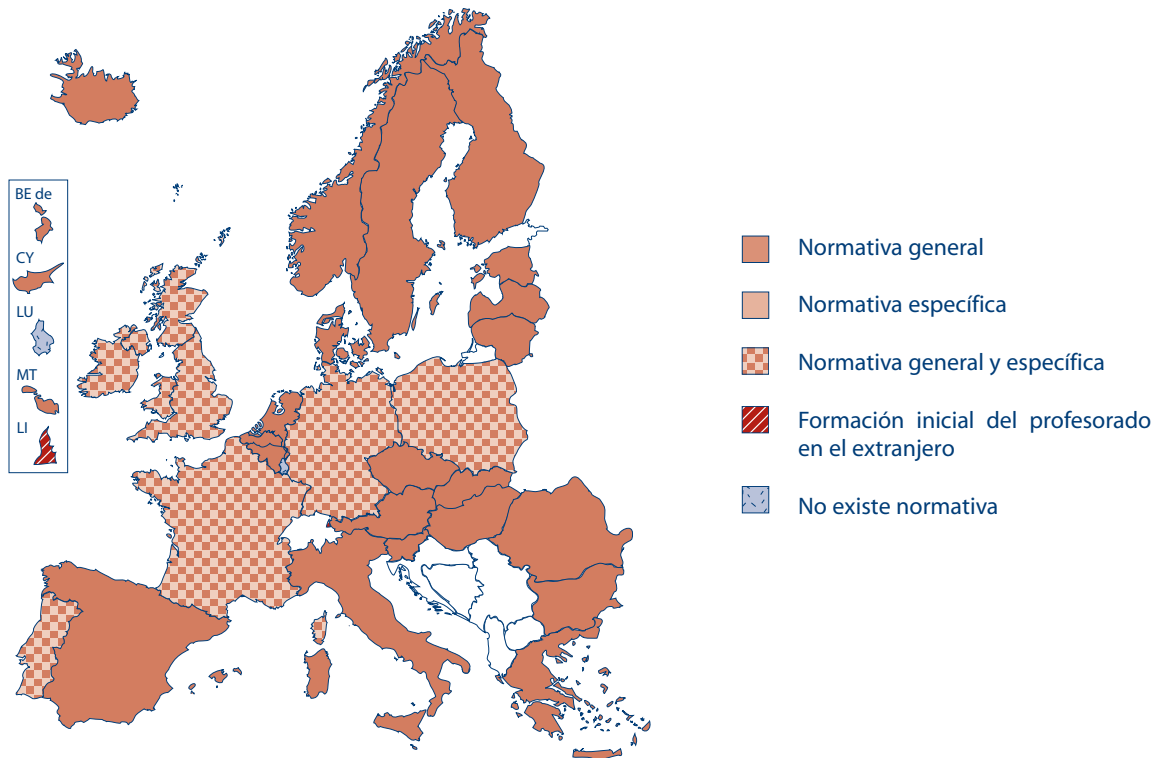 BE de
CY
LU
MT
LI
Normativa general
Normativa específica
Normativa general y específica
Formación inicial del profesorado
en el extranjero
No existe normativa